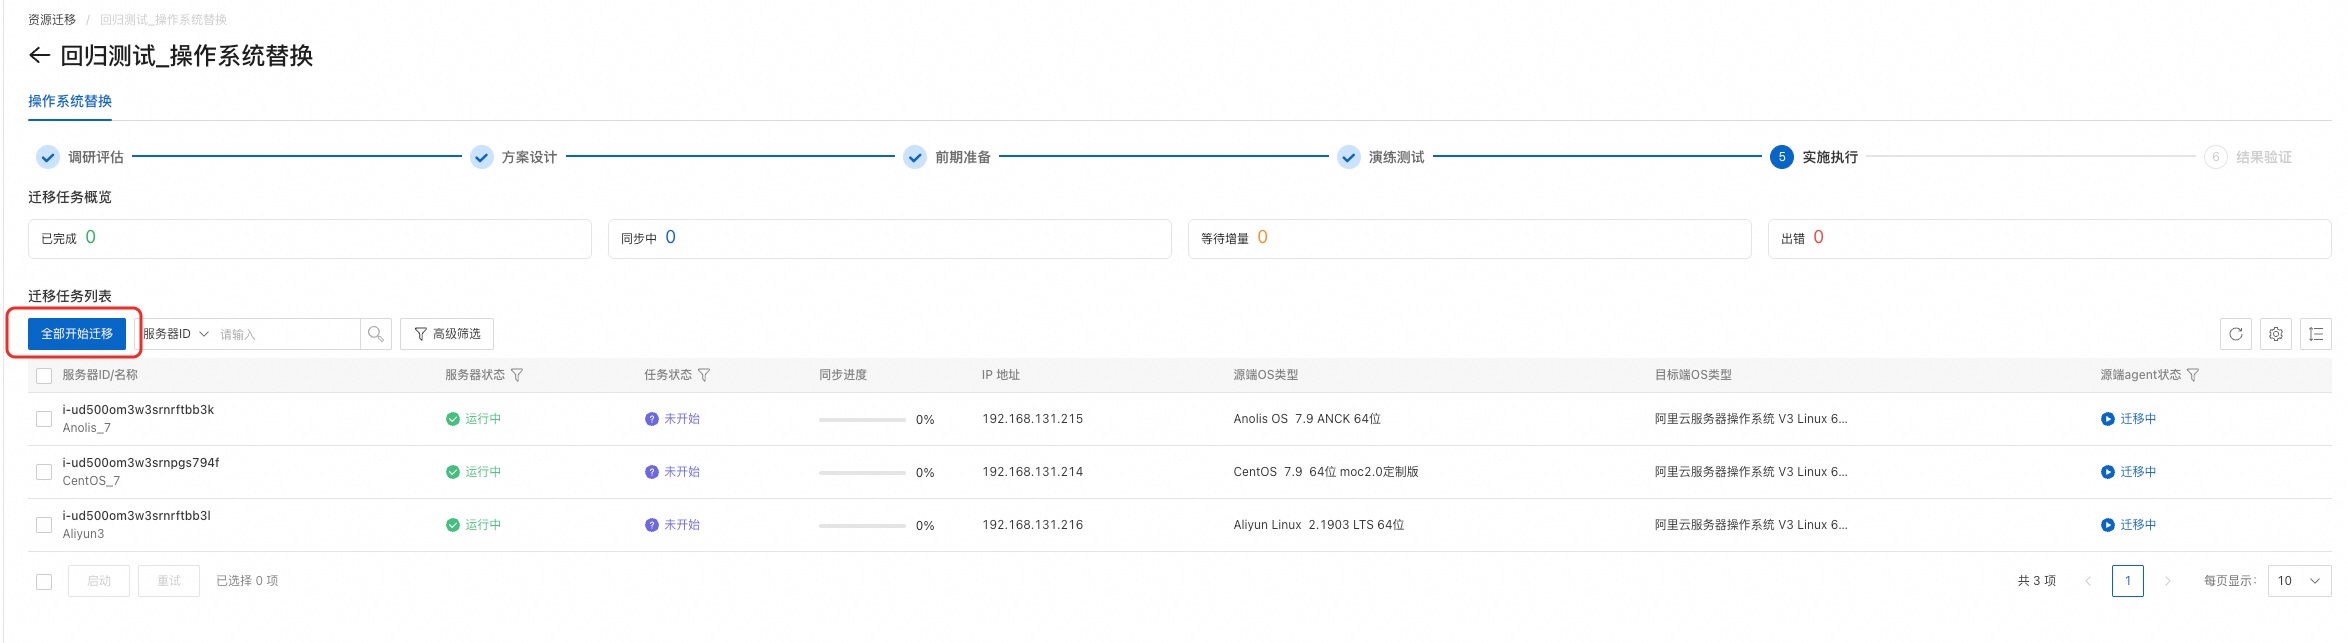 资源迁移 / 回归测试_操作系统替换
回归测试_操作系统替换
操作系统替换
调研评估 方案设计 前期准备 演练测试 5 实施执行 6 结果验证
迁移任务概览
已完成 0 同步中 0 等待增量 0 出错 0
迁移任务列表
全部开始迁移 服务器ID 请输入 高级筛选
服务器ID/名称 服务器状态 任务状态 同步进度 IP 地址 源端OS类型 目标端OS类型 源端agent状态
i-ud500om3w3srnrftbb3k
Anolis_7
运行中 未开始 0% 192.168.131.215 Anolis OS 7.9 ANCK 64位 阿里云服务器操作系统 V3 Linux 6... 迁移中
i-ud500om3w3srnpgs794f
CentOS_7
运行中 未开始 0% 192.168.131.214 CentOS 7.9 64位 moc2.0定制版 阿里云服务器操作系统 V3 Linux 6... 迁移中
i-ud500om3w3srnrftbb3l
Aliyun3
运行中 未开始 0% 192.168.131.216 Aliyun Linux 2.1903 LTS 64位 阿里云服务器操作系统 V3 Linux 6... 迁移中
启动 重试 已选择 0 项 共 3 项 1 每页显示: 10